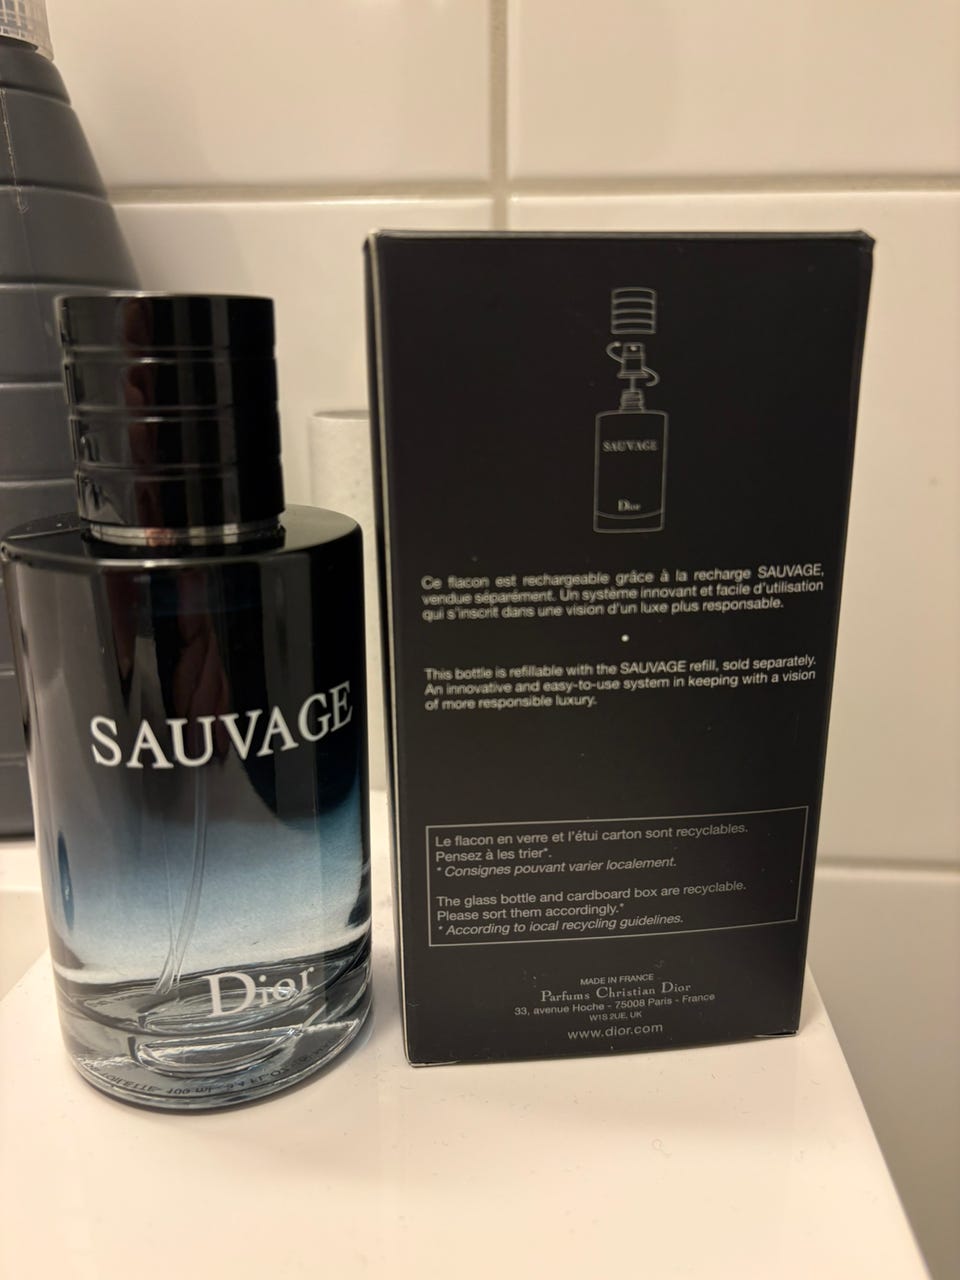 SAUVAGE
Dior
TOILETTE 100 ml
SAUVAGE
Dior
Ce flacon est rechargeable grâce à la recharge SAUVAGE,
vendue séparément. Un système innovant et facile d'utilisation
qui s'inscrit dans une vision d'un luxe plus responsable.
This bottle is refillable with the SAUVAGE refill, sold separately.
An innovative and easy-to-use system in keeping with a vision
of more responsible luxury.
Le flacon en verre et l'étui carton sont recyclables.
Pensez à les trier*.
* Consignes pouvant varier localement.
The glass bottle and cardboard box are recyclable.
Please sort them accordingly.*
* According to local recycling guidelines.
MADE IN FRANCE
Parfums Christian Dior
33, avenue Hoche - 75008 Paris - France
W1S 2UE, UK
www.dior.com